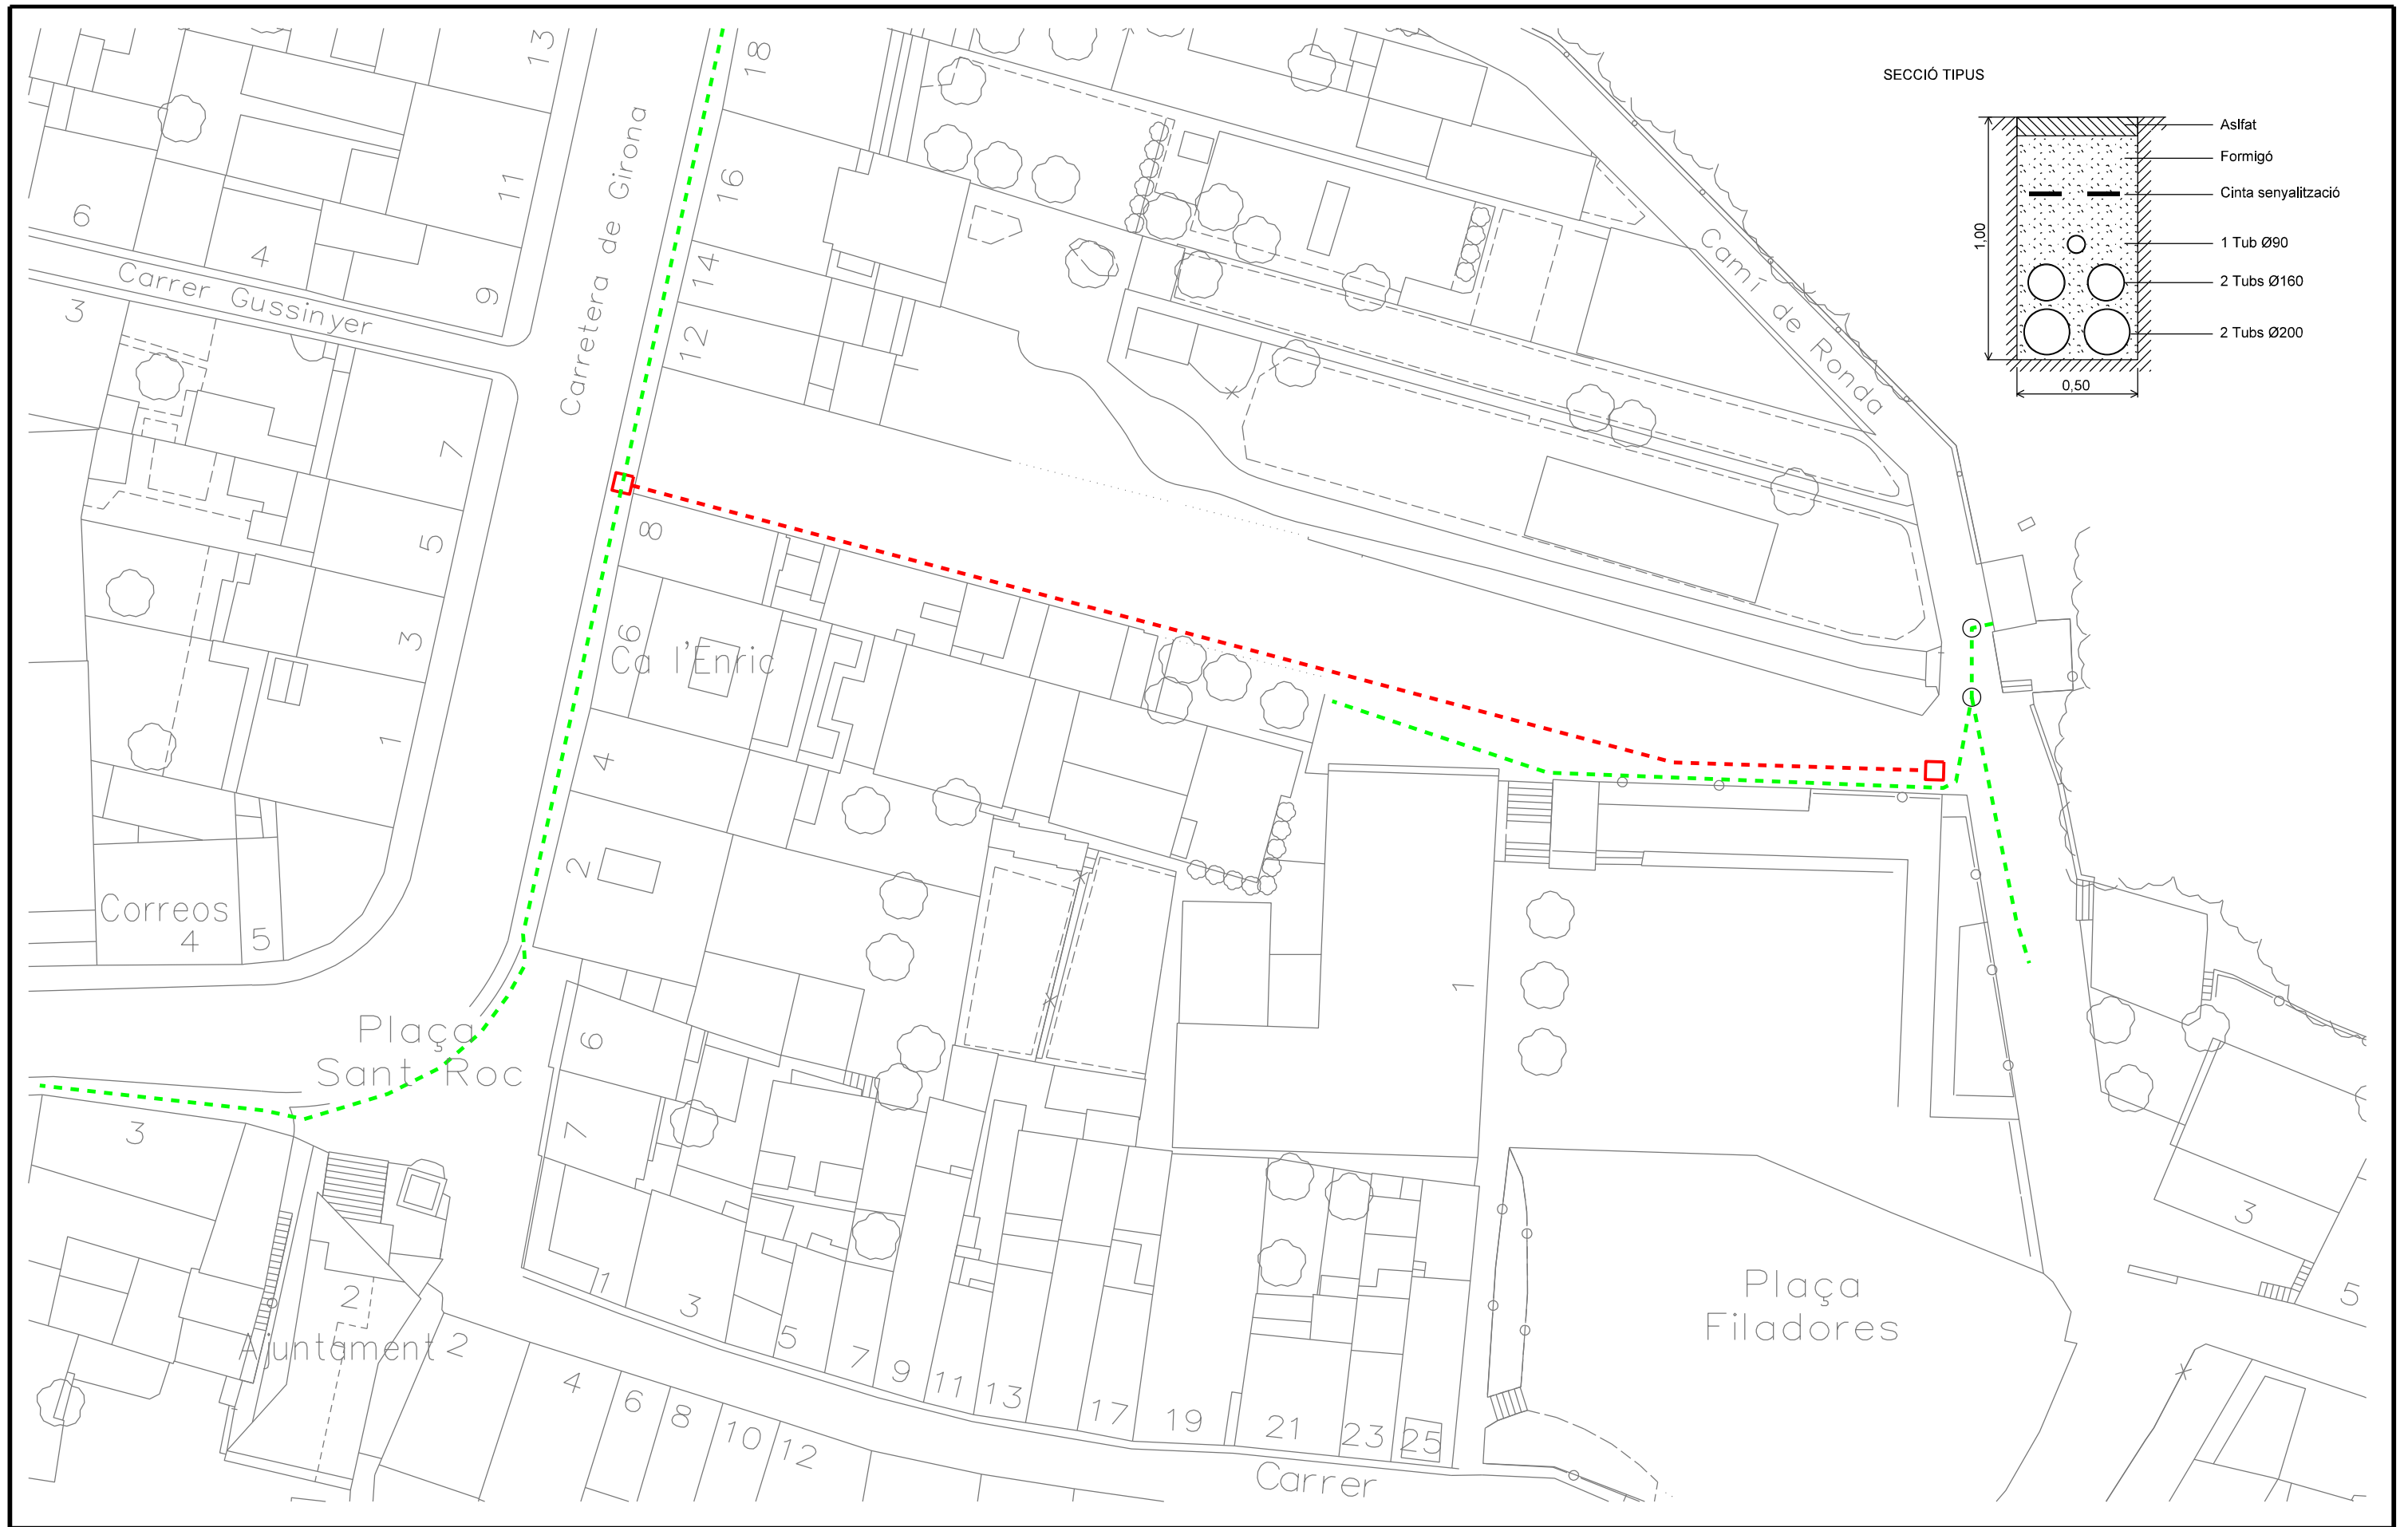 SECCIÓ TIPUS
Aslfat
Formigó
Cinta senyalització
1 Tub Ø90
2 Tubs Ø160
2 Tubs Ø200
1,00
0,50
13
18
16
14
12
11
9
6
4
Carrer Gussinyer
3
Carretera de Girona
Camí de Ronda
7
5
3
1
8
6
Ca l'Enric
4
2
Correos
4
5
Plaça
Sant Roc
6
7
3
1
2
Ajuntament
2
1
3
5
7
9
11
13
17
19
21
23
25
4
6
8
10
12
Carrer
Plaça
Filadores
3
5